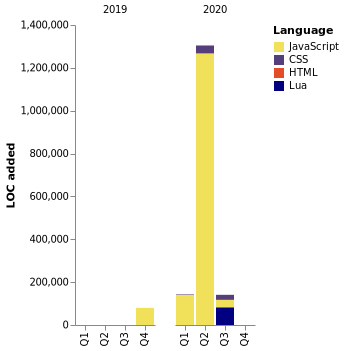 2019 2020
1,400,000
1,200,000
1,000,000
800,000
600,000
400,000
200,000
0
LOC added
Q1 Q2 Q3 Q4 Q1 Q2 Q3 Q4
Language
JavaScript
CSS
HTML
Lua